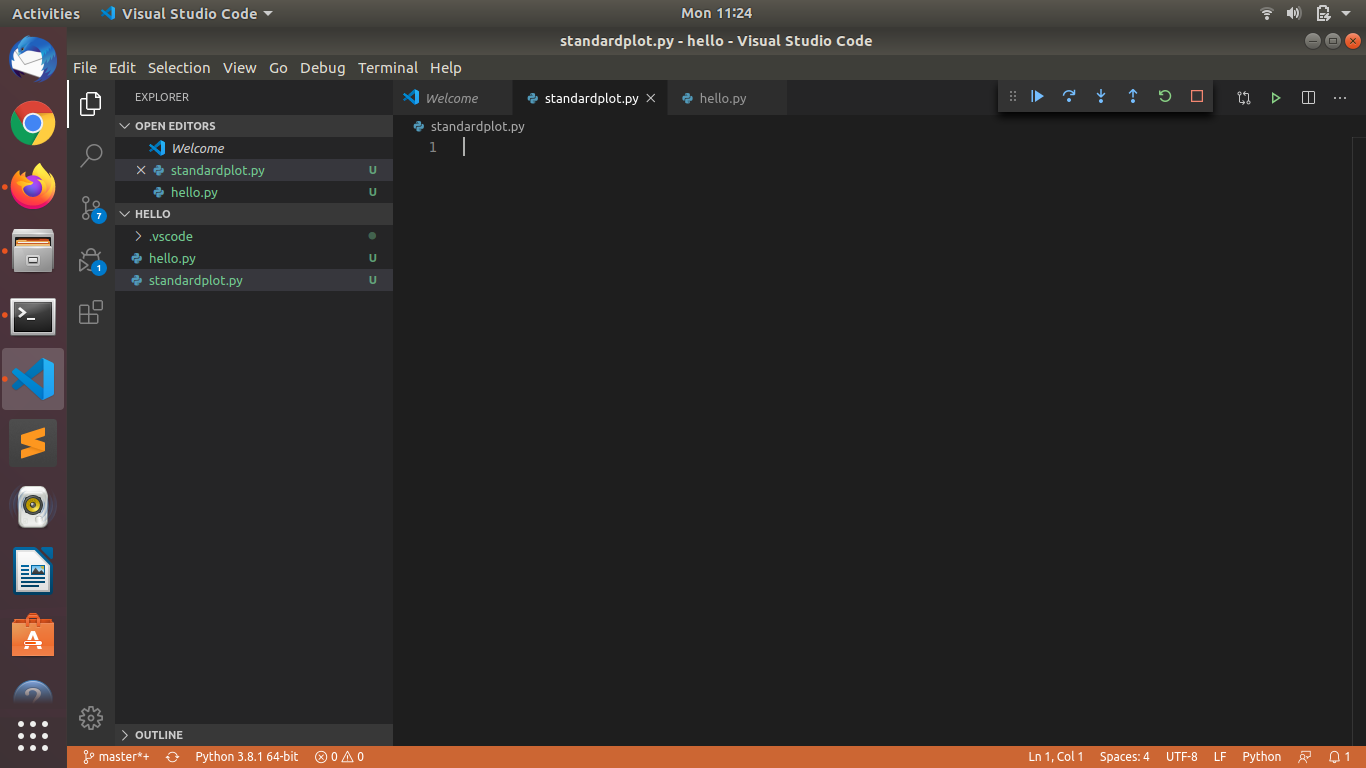 Activities Visual Studio Code Mon 11:24
standardplot.py - hello - Visual Studio Code
File Edit Selection View Go Debug Terminal Help
EXPLORER
OPEN EDITORS
Welcome
standardplot.py U
hello.py U
HELLO
.vscode
hello.py U
standardplot.py U
7
1
OUTLINE
Welcome standardplot.py hello.py
standardplot.py
1
master*+ Python 3.8.1 64-bit 0 0 Ln 1, Col 1 Spaces: 4 UTF-8 LF Python 1